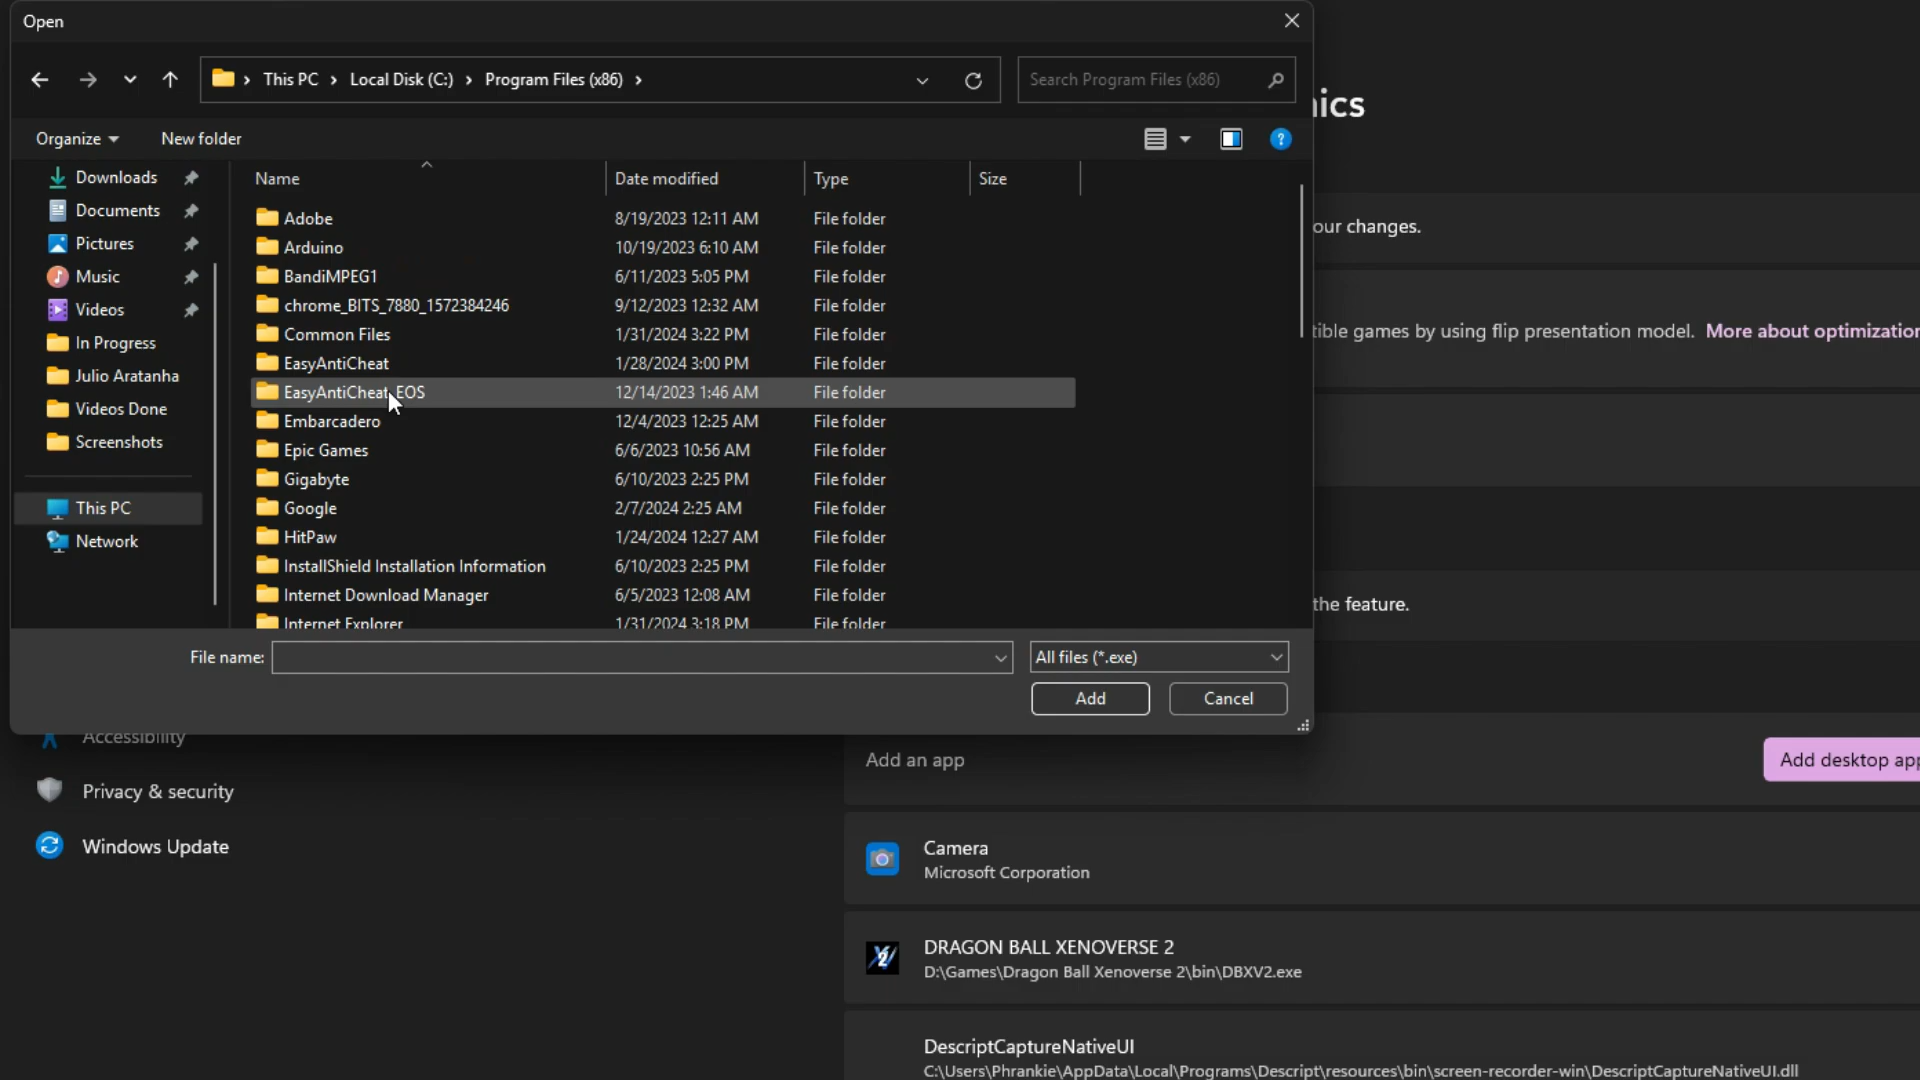 Open
This PC > Local Disk (C:) > Program Files (x86) >
Search Program Files (x86)
ics
Organize
New folder
Downloads
Documents
Pictures
Music
Videos
In Progress
Julio Aratanha
Videos Done
Screenshots
This PC
Network
Name Date modified Type Size
Adobe 8/19/2023 12:11 AM File folder
Arduino 10/19/2023 6:10 AM File folder
BandiMPEG1 6/11/2023 5:05 PM File folder
chrome_BITS_7880_1572384246 9/12/2023 12:32 AM File folder
Common Files 1/31/2024 3:22 PM File folder
EasyAntiCheat 1/28/2024 3:00 PM File folder
EasyAntiCheat_EOS 12/14/2023 1:46 AM File folder
Embarcadero 12/4/2023 12:25 AM File folder
Epic Games 6/6/2023 10:56 AM File folder
Gigabyte 6/10/2023 2:25 PM File folder
Google 2/7/2024 2:25 AM File folder
HitPaw 1/24/2024 12:27 AM File folder
InstallShield Installation Information 6/10/2023 2:25 PM File folder
Internet Download Manager 6/5/2023 12:08 AM File folder
Internet Explorer 1/31/2024 3:18 PM File folder
File name:
All files (*.exe)
Add
Cancel
our changes.
tible games by using flip presentation model. More about optimization
the feature.
Accessibility
Privacy & security
Windows Update
Add an app
Add desktop app
Camera
Microsoft Corporation
DRAGON BALL XENOVERSE 2
D:\Games\Dragon Ball Xenoverse 2\bin\DBXV2.exe
DescriptCaptureNativeUI
C:\Users\Phrankie\AppData\Local\Programs\Descript\resources\bin\screen-recorder-win\DescriptCaptureNativeUI.dll